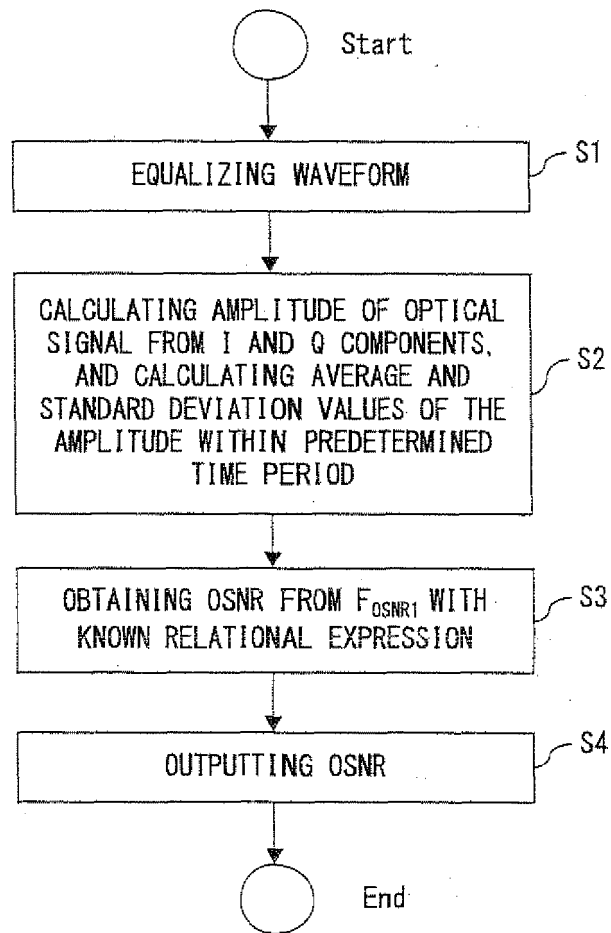 Start
S1
EQUALIZING WAVEFORM
CALCULATING AMPLITUDE OF OPTICAL
SIGNAL FROM I AND Q COMPONENTS,
AND CALCULATING AVERAGE AND
STANDARD DEVIATION VALUES OF THE
AMPLITUDE WITHIN PREDETERMINED
TIME PERIOD
S2
OBTAINING OSNR FROM F_OSNR1 WITH
KNOWN RELATIONAL EXPRESSION
S3
OUTPUTTING OSNR
S4
End